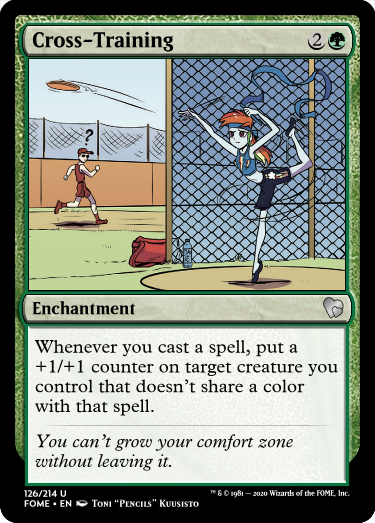 Cross-Training 2
?
Enchantment
Whenever you cast a spell, put a
+1/+1 counter on target creature you
control that doesn't share a color
with that spell.
You can't grow your comfort zone
without leaving it.
126/214 U
FOME • EN Toni "Pencils" Kuusisto
™ & © 1981 — 2020 Wizards of the FOME, Inc.